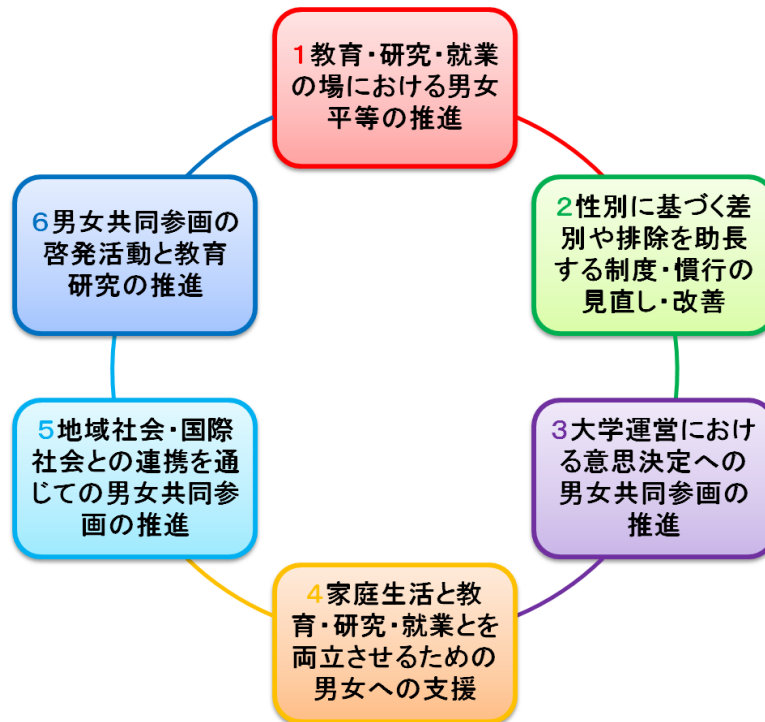 1教育・研究・就業
の場における男女
平等の推進
2性別に基づく差
別や排除を助長
する制度・慣行の
見直し・改善
3大学運営におけ
る意思決定への
男女共同参画の
推進
4家庭生活と教
育・研究・就業とを
両立させるための
男女への支援
5地域社会・国際
社会との連携を通
じての男女共同参
画の推進
6男女共同参画の
啓発活動と教育
研究の推進